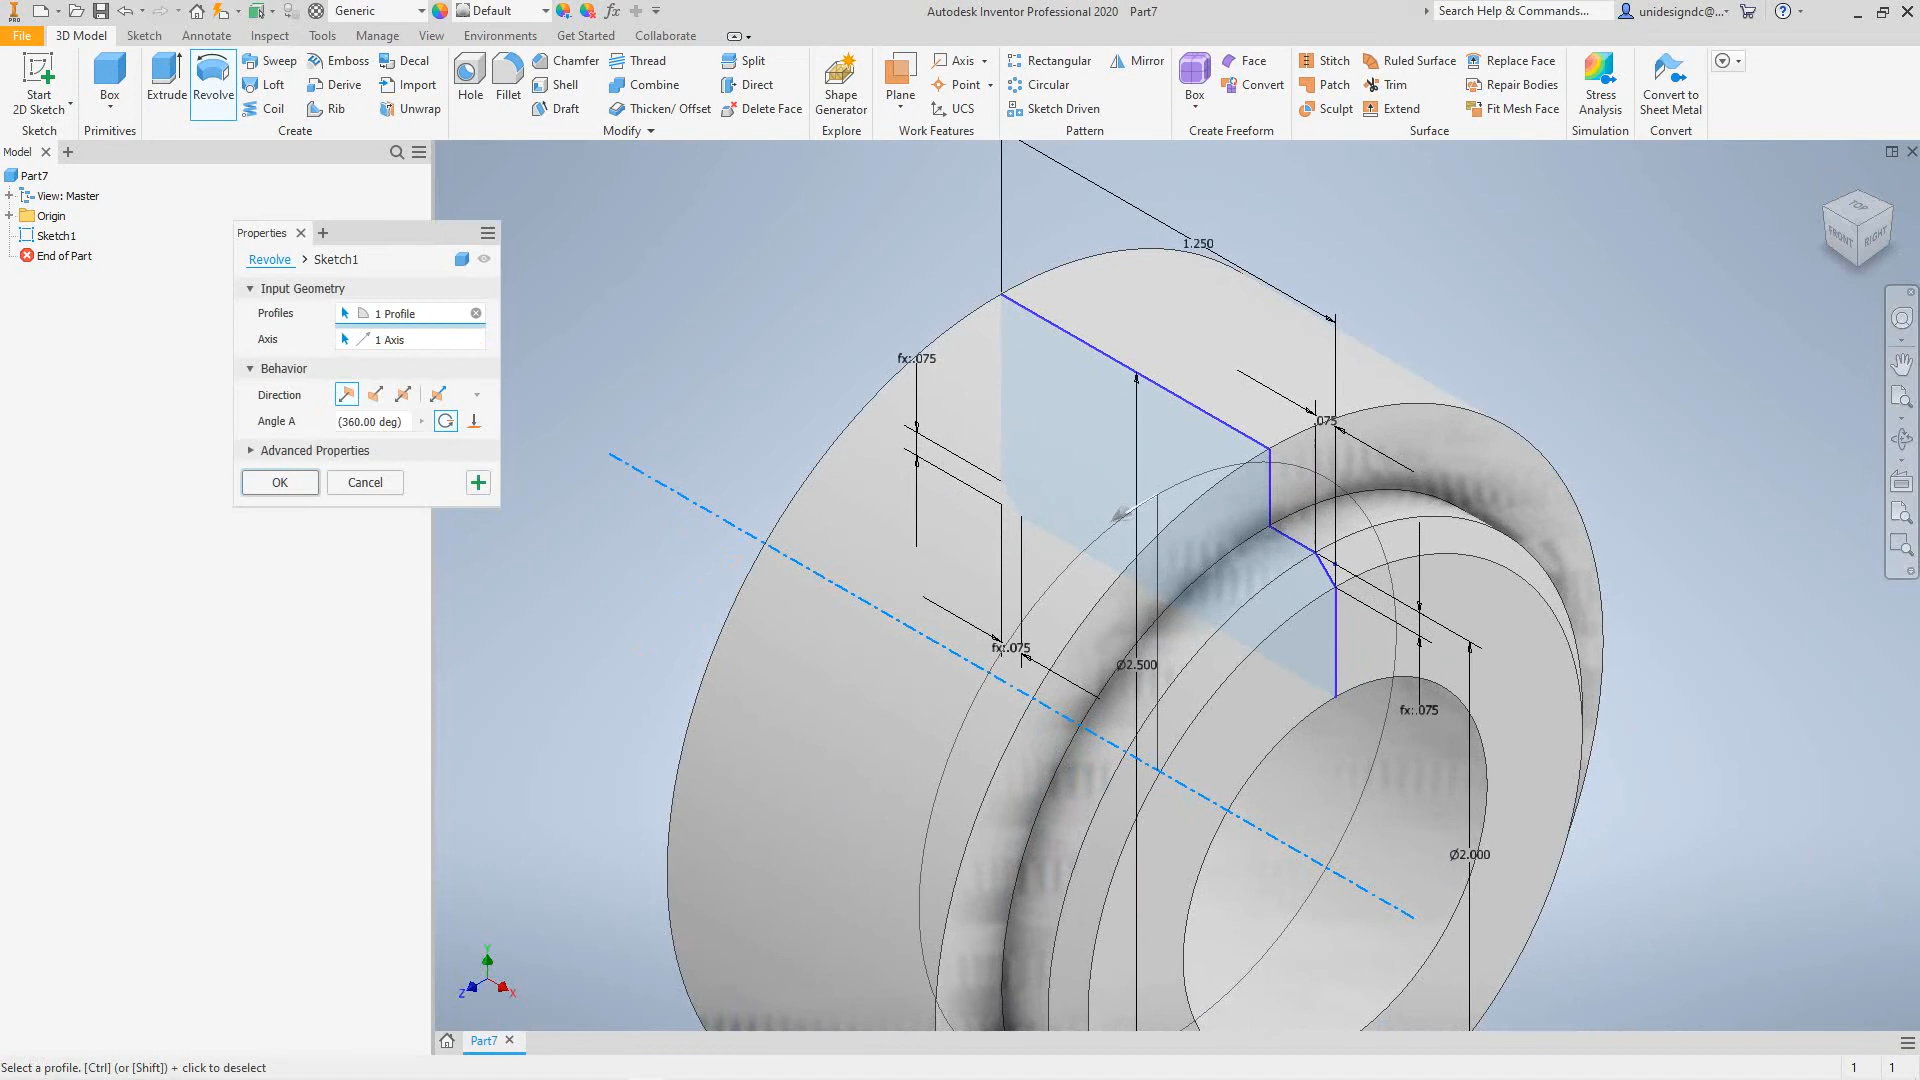 PRO
Generic
Default
fx
Autodesk Inventor Professional 2020 Part7
Search Help & Commands...
unidesigndc@...
File
3D Model
Sketch
Annotate
Inspect
Tools
Manage
View
Environments
Get Started
Collaborate
Start
2D Sketch
Sketch
Box
Primitives
Extrude
Revolve
Sweep
Loft
Coil
Emboss
Derive
Rib
Decal
Import
Unwrap
Create
Hole
Fillet
Chamfer
Shell
Draft
Thread
Combine
Thicken/ Offset
Split
Direct
Delete Face
Modify
Shape
Generator
Explore
Plane
Axis
Point
UCS
Work Features
Rectangular
Circular
Sketch Driven
Mirror
Pattern
Box
Face
Convert
Create Freeform
Stitch
Patch
Sculpt
Ruled Surface
Trim
Extend
Replace Face
Repair Bodies
Fit Mesh Face
Surface
Stress
Analysis
Simulation
Convert to
Sheet Metal
Convert
Model
Part7
View: Master
Origin
Sketch1
End of Part
Properties
Revolve > Sketch1
Input Geometry
Profiles 1 Profile
Axis 1 Axis
Behavior
Direction
Angle A (360.00 deg)
Advanced Properties
OK Cancel
1.250
fx:.075
.075
fx:.075
Ø2.500
fx:.075
Ø2.000
TOP
FRONT
RIGHT
Y
Z
X
Part7
Select a profile. [Ctrl] (or [Shift]) + click to deselect
1 1